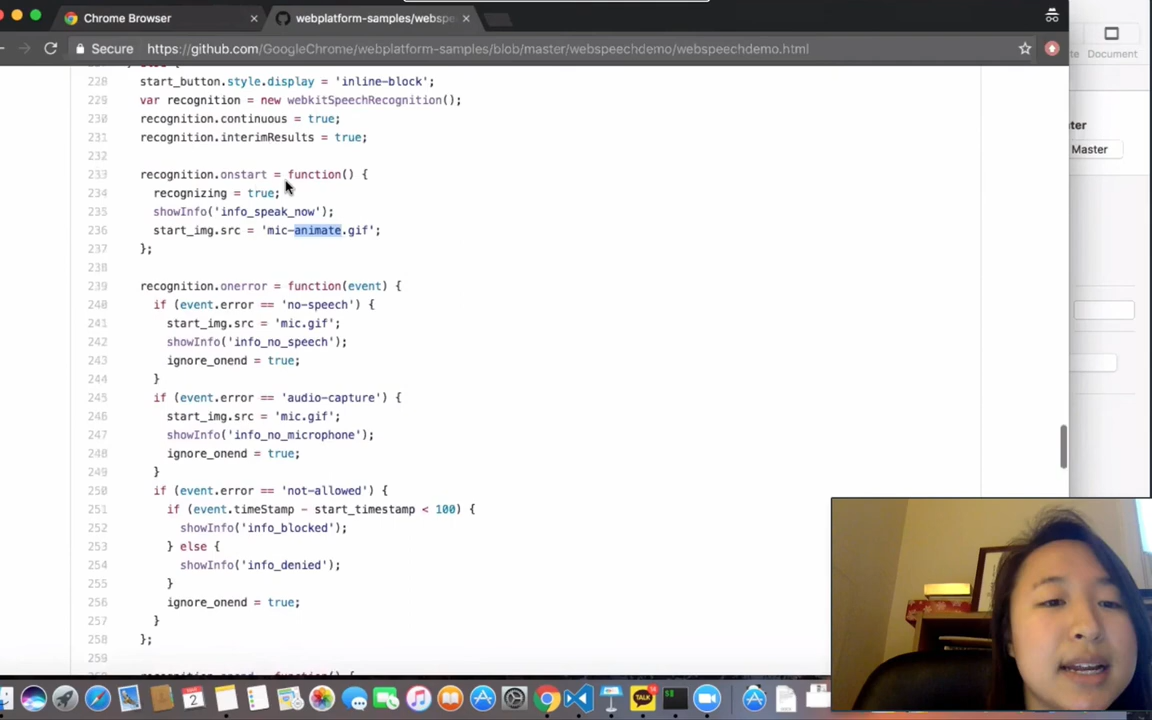 Chrome Browser
webplatform-samples/webspe
Secure
https://github.com/GoogleChrome/webplatform-samples/blob/master/webspeechdemo/webspeechdemo.html
Document
Master
228 start_button.style.display = 'inline-block';
229 var recognition = new webkitSpeechRecognition();
230 recognition.continuous = true;
231 recognition.interimResults = true;
232
233 recognition.onstart = function() {
234 recognizing = true;
235 showInfo('info_speak_now');
236 start_img.src = 'mic-animate.gif';
237 };
238
239 recognition.onerror = function(event) {
240 if (event.error == 'no-speech') {
241 start_img.src = 'mic.gif';
242 showInfo('info_no_speech');
243 ignore_onend = true;
244 }
245 if (event.error == 'audio-capture') {
246 start_img.src = 'mic.gif';
247 showInfo('info_no_microphone');
248 ignore_onend = true;
249 }
250 if (event.error == 'not-allowed') {
251 if (event.timeStamp - start_timestamp < 100) {
252 showInfo('info_blocked');
253 } else {
254 showInfo('info_denied');
255 }
256 ignore_onend = true;
257 }
258 };
259
2
TALK